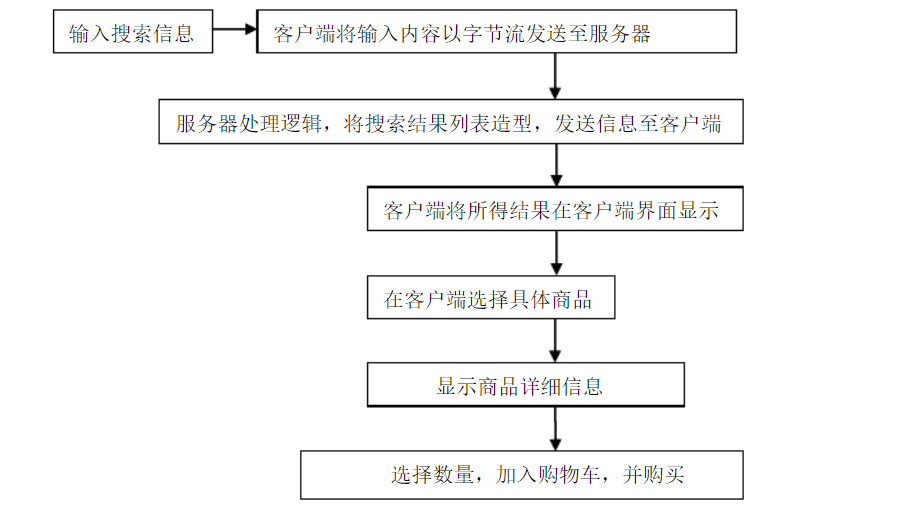 输入搜索信息
客户端将输入内容以字节流发送至服务器
服务器处理逻辑，将搜索结果列表造型，发送信息至客户端
客户端将所得结果在客户端界面显示
在客户端选择具体商品
显示商品详细信息
选择数量，加入购物车，并购买